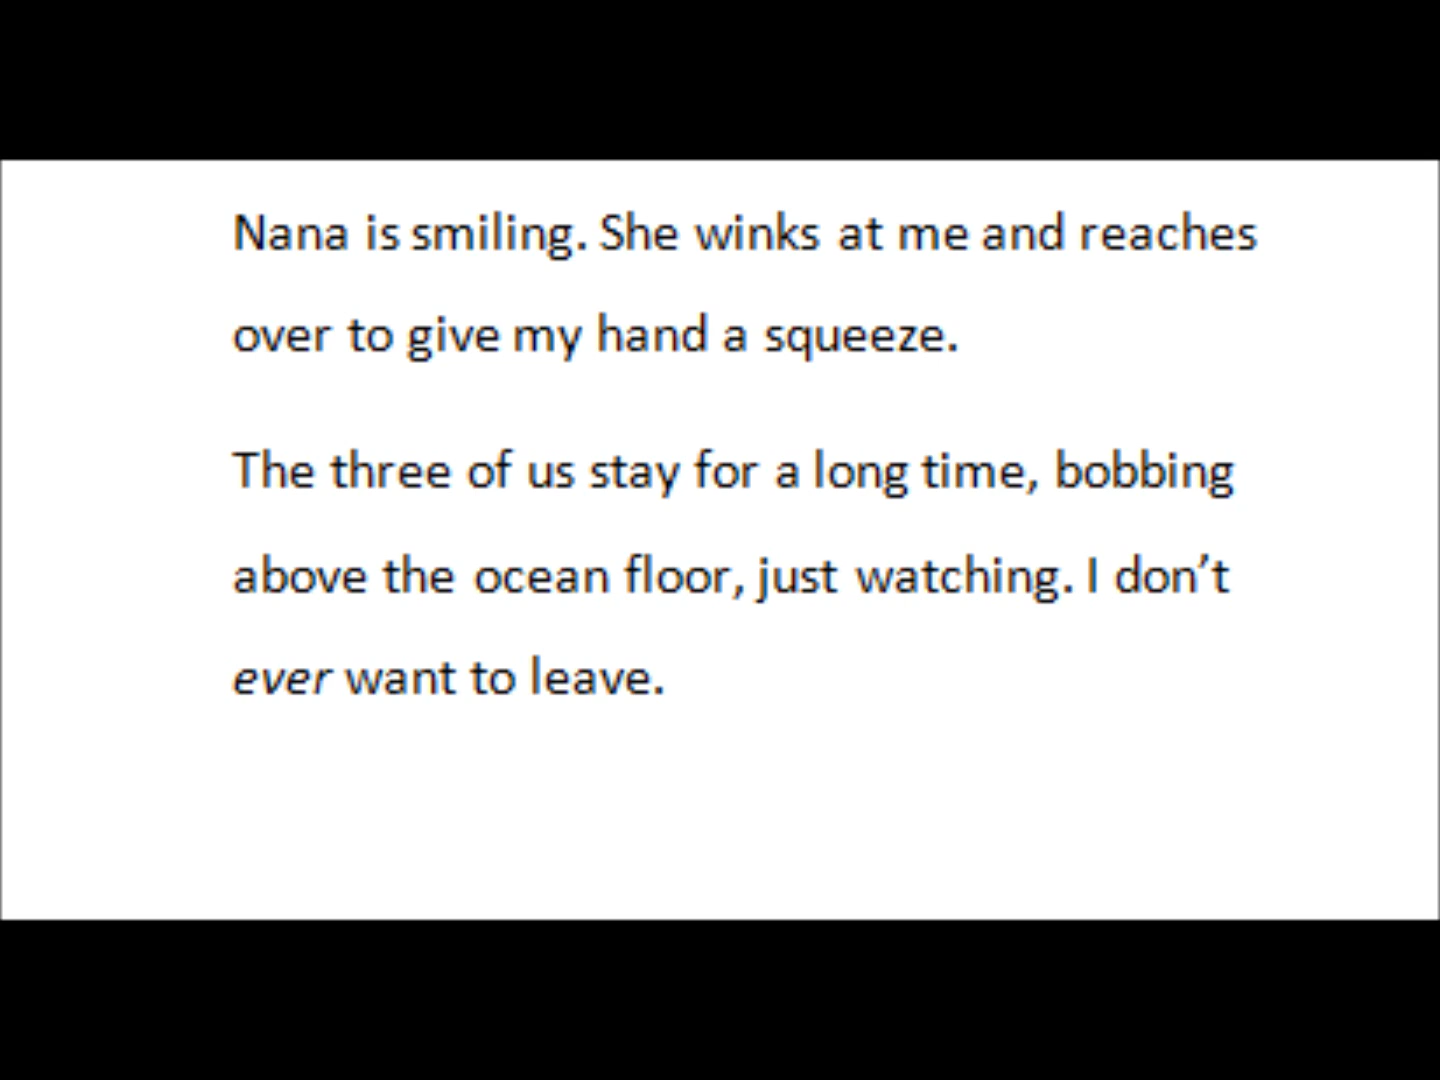 Nana is smiling. She winks at me and reaches
over to give my hand a squeeze.
The three of us stay for a long time, bobbing
above the ocean floor, just watching. I don’t
ever want to leave.